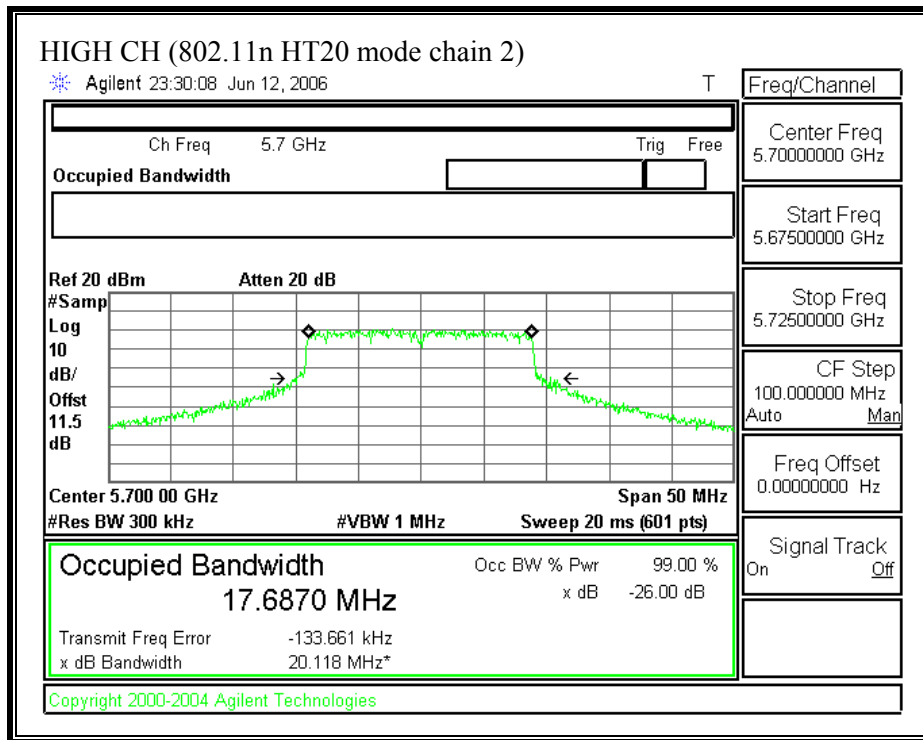 HIGH CH (802.11n HT20 mode chain 2)
Agilent 23:30:08 Jun 12, 2006 T
Freq/Channel
Ch Freq 5.7 GHz Trig Free
Occupied Bandwidth
Center Freq
5.70000000 GHz
Start Freq
5.67500000 GHz
Stop Freq
5.72500000 GHz
CF Step
100.000000 MHz
Auto Man
Freq Offset
0.00000000 Hz
Signal Track
On Off
Ref 20 dBm Atten 20 dB
#Samp
Log
10
dB/
Offst
11.5
dB
Center 5.700 00 GHz Span 50 MHz
#Res BW 300 kHz #VBW 1 MHz Sweep 20 ms (601 pts)
Occupied Bandwidth Occ BW % Pwr 99.00 %
17.6870 MHz x dB -26.00 dB
Transmit Freq Error -133.661 kHz
x dB Bandwidth 20.118 MHz*
Copyright 2000-2004 Agilent Technologies